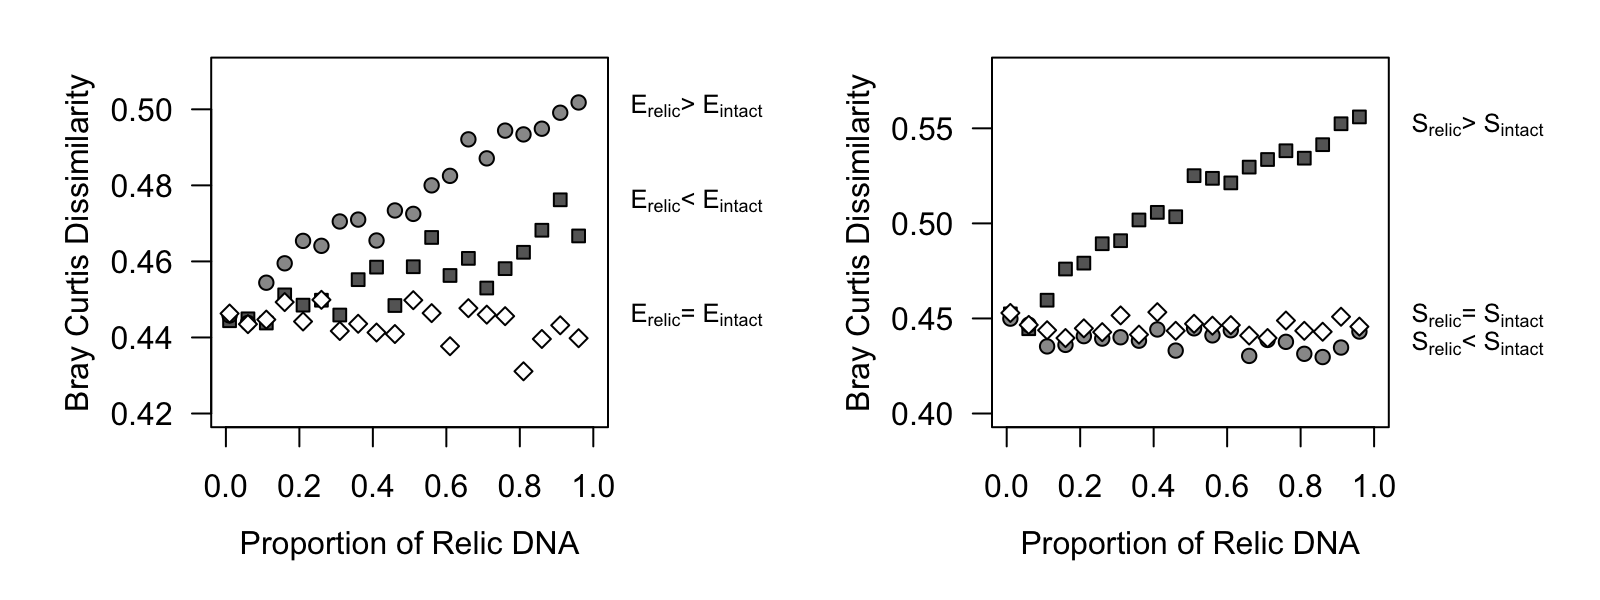 Bray Curtis Dissimilarity
0.50
0.48
0.46
0.44
0.42
0.0 0.2 0.4 0.6 0.8 1.0
Proportion of Relic DNA
Erelic> Eintact
Erelic< Eintact
Erelic= Eintact
Bray Curtis Dissimilarity
0.55
0.50
0.45
0.40
0.0 0.2 0.4 0.6 0.8 1.0
Proportion of Relic DNA
Srelic> Sintact
Srelic= Sintact
Srelic< Sintact